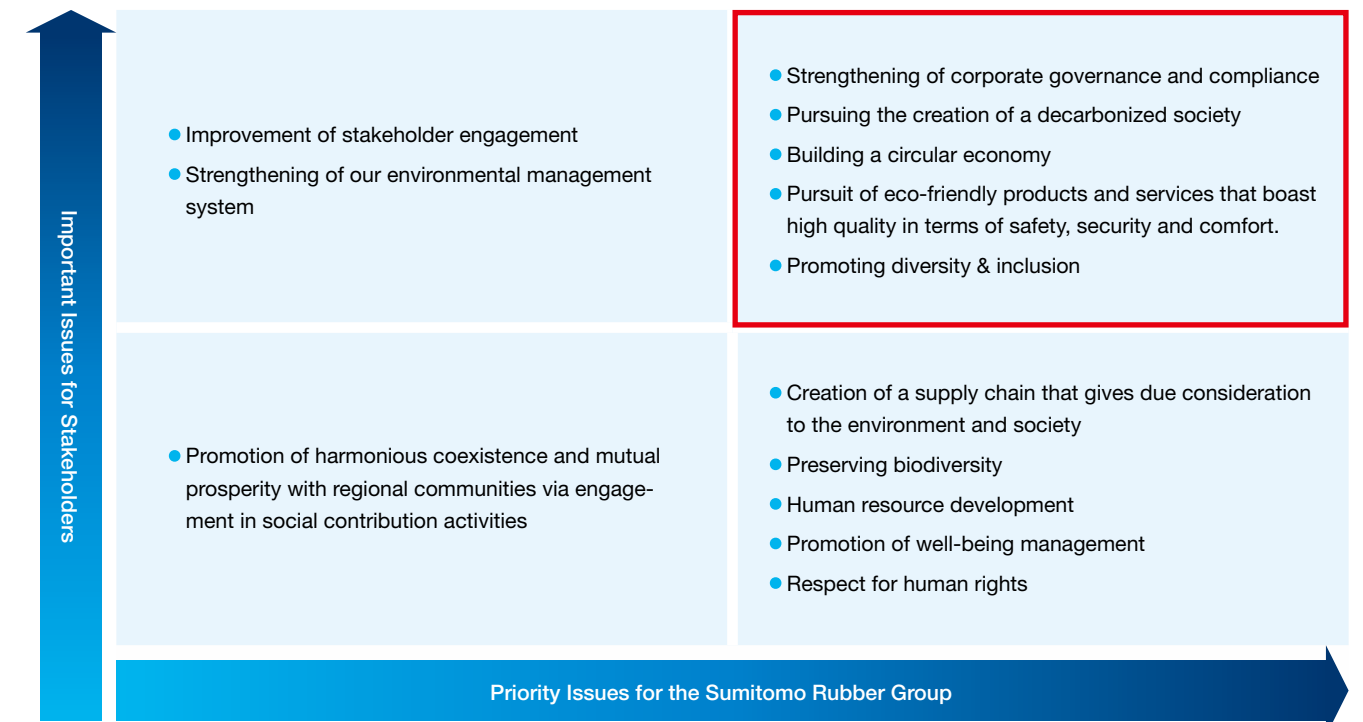 Important Issues for Stakeholders
● Improvement of stakeholder engagement
● Strengthening of our environmental management
system
● Strengthening of corporate governance and compliance
● Pursuing the creation of a decarbonized society
● Building a circular economy
● Pursuit of eco-friendly products and services that boast
high quality in terms of safety, security and comfort.
● Promoting diversity & inclusion
● Promotion of harmonious coexistence and mutual
prosperity with regional communities via engage-
ment in social contribution activities
● Creation of a supply chain that gives due consideration
to the environment and society
● Preserving biodiversity
● Human resource development
● Promotion of well-being management
● Respect for human rights
Priority Issues for the Sumitomo Rubber Group